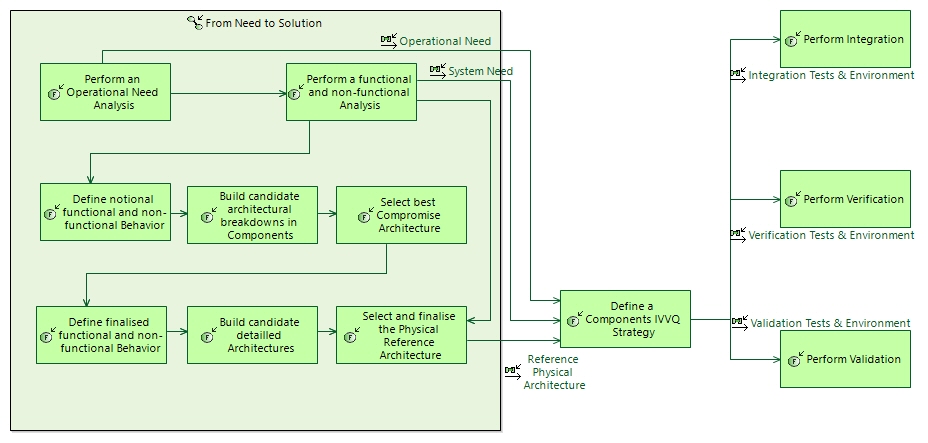 From Need to Solution
Operational Need
System Need
Perform an
Operational Need
Analysis
Perform a functional
and non-functional
Analysis
Define notional
functional and non-
functional Behavior
Build candidate
architectural
breakdowns in
Components
Select best
Compromise
Architecture
Define finalised
functional and non-
functional Behavior
Build candidate
detailled
Architectures
Select and finalise
the Physical
Reference
Architecture
Reference
Physical
Architecture
Define a
Components IVVQ
Strategy
Perform Integration
Integration Tests & Environment
Perform Verification
Verification Tests & Environment
Validation Tests & Environment
Perform Validation